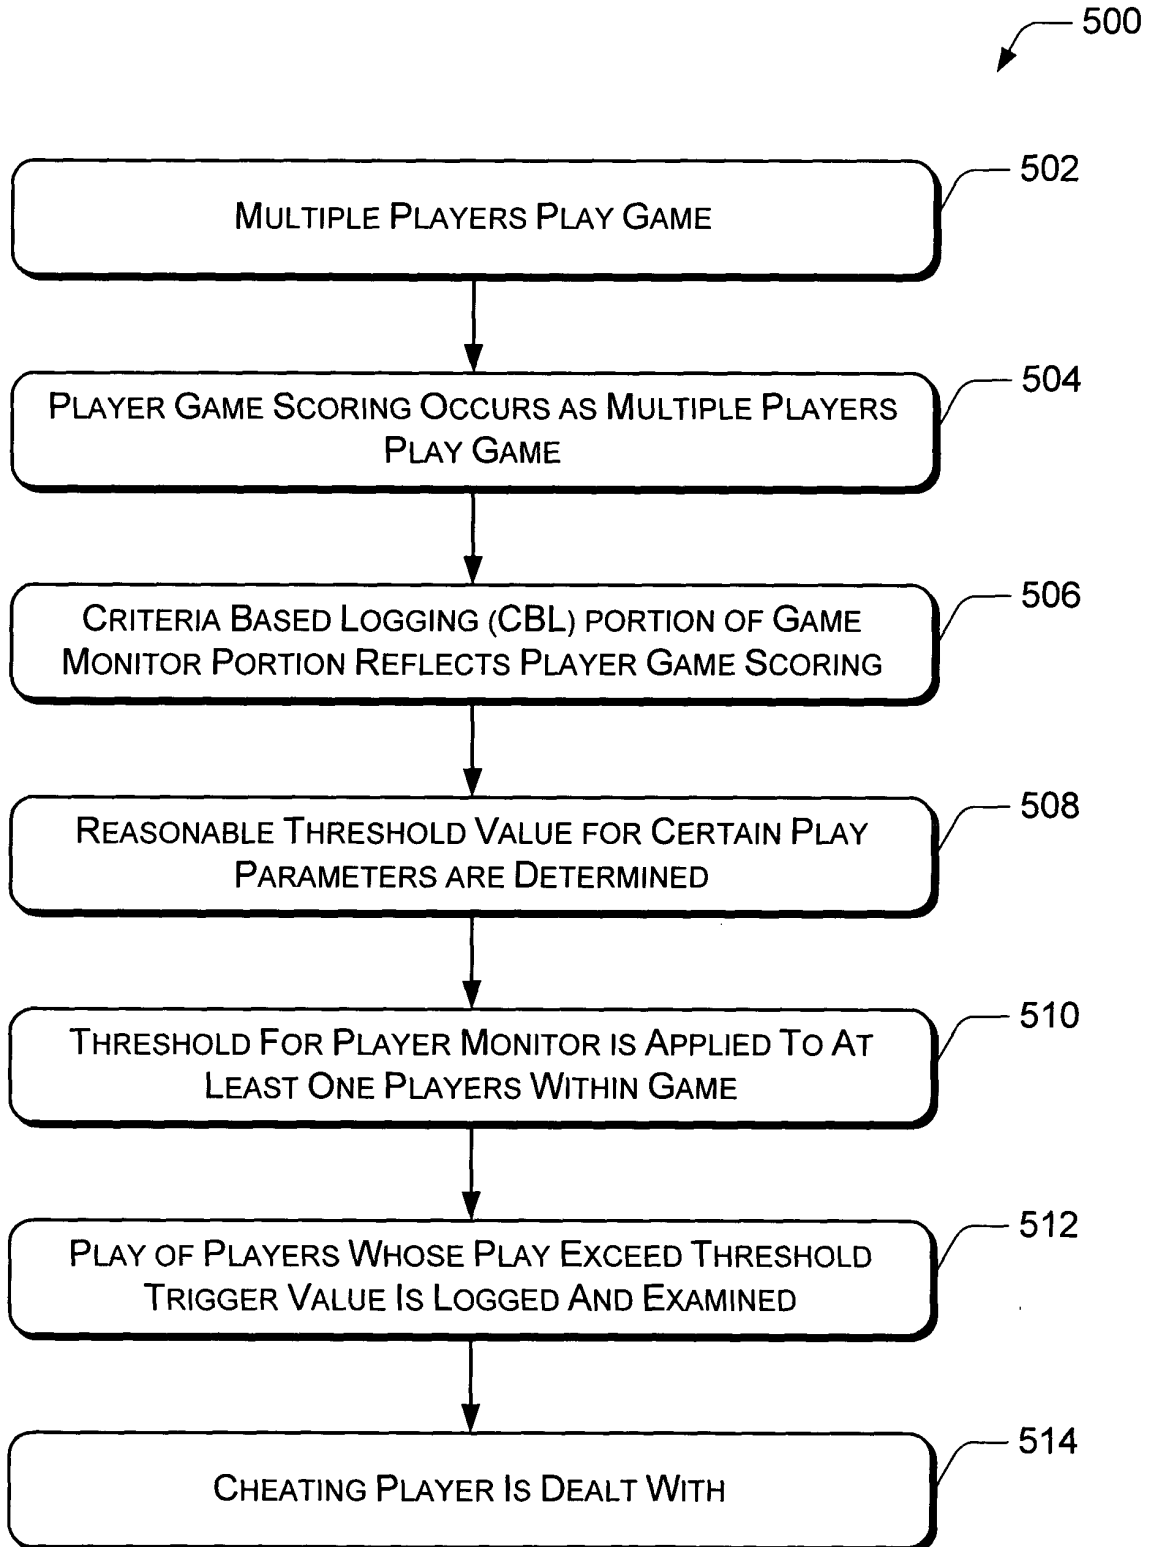 500
502
MULTIPLE PLAYERS PLAY GAME
504
PLAYER GAME SCORING OCCURS AS MULTIPLE PLAYERS
PLAY GAME
506
CRITERIA BASED LOGGING (CBL) PORTION OF GAME
MONITOR PORTION REFLECTS PLAYER GAME SCORING
508
REASONABLE THRESHOLD VALUE FOR CERTAIN PLAY
PARAMETERS ARE DETERMINED
510
THRESHOLD FOR PLAYER MONITOR IS APPLIED TO AT
LEAST ONE PLAYERS WITHIN GAME
512
PLAY OF PLAYERS WHOSE PLAY EXCEED THRESHOLD
TRIGGER VALUE IS LOGGED AND EXAMINED
514
CHEATING PLAYER IS DEALT WITH